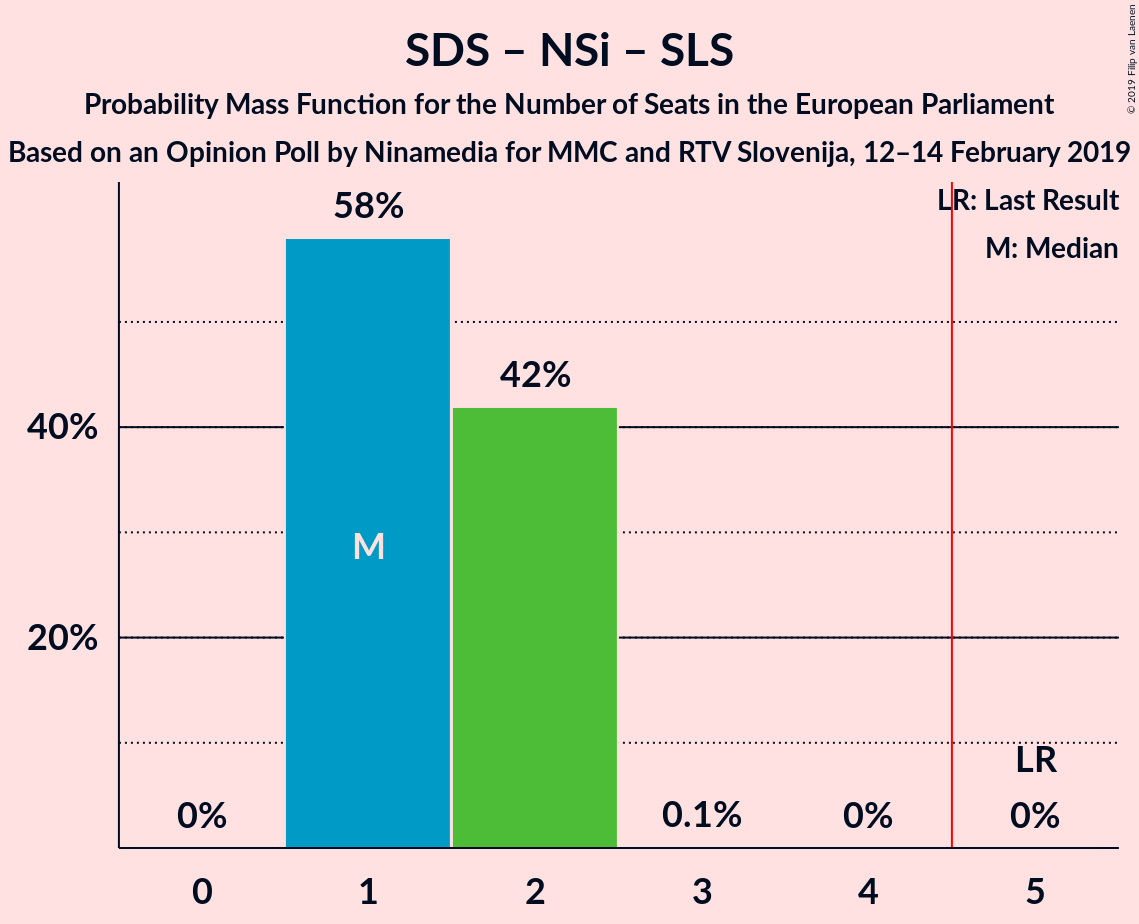 SDS – NSi – SLS
Probability Mass Function for the Number of Seats in the European Parliament
Based on an Opinion Poll by Ninamedia for MMC and RTV Slovenija, 12–14 February 2019
© 2019 Filip van Laenen
LR: Last Result
M: Median
58%
42%
40%
M
20%
LR
0%
0.1%
0%
0%
0
1
2
3
4
5